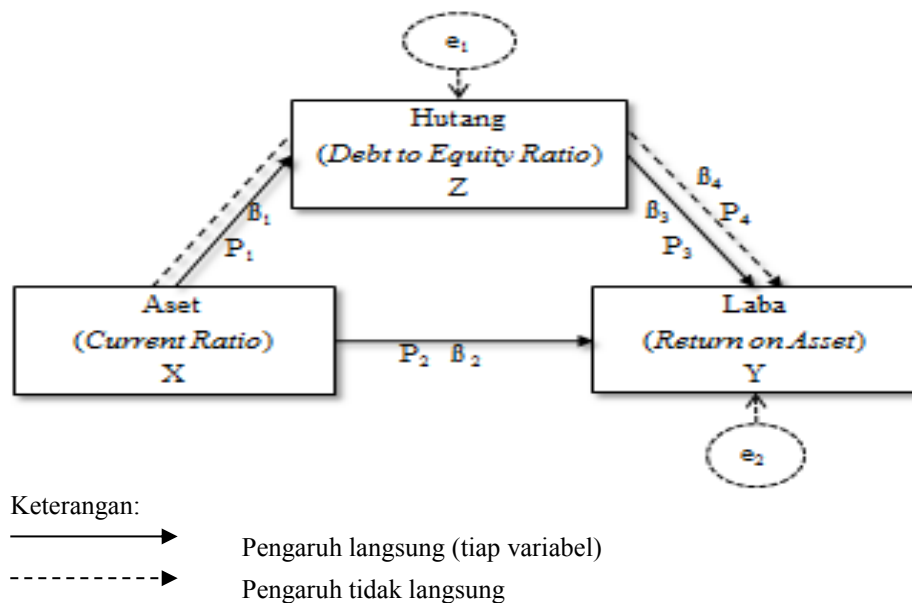 e₁
Hutang
(Debt to Equity Ratio)
Z
ß₁
P₁
ß₄
P₄
ß₃
P₃
Aset
(Current Ratio)
X
P₂ ß₂
Laba
(Return on Asset)
Y
e₂
Keterangan:
Pengaruh langsung (tiap variabel)
Pengaruh tidak langsung